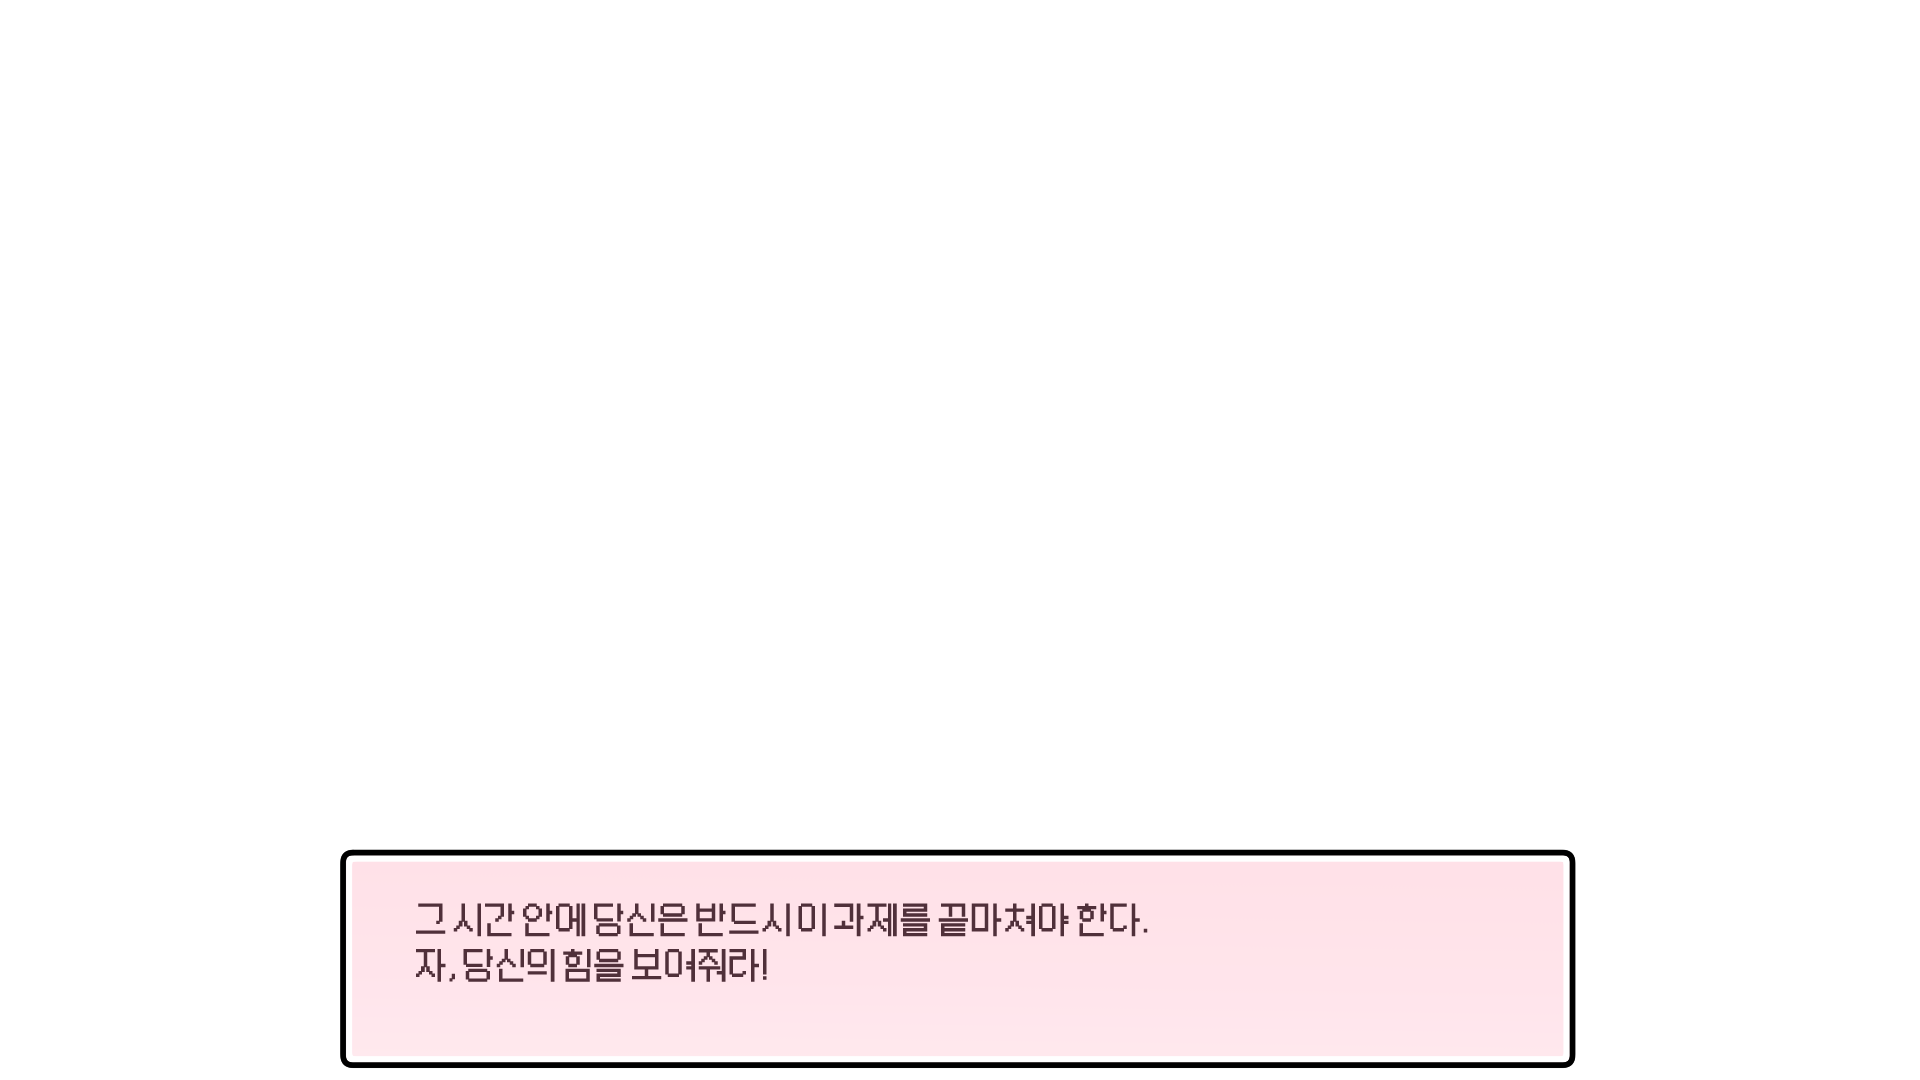 그 시간 안에 당신은 반드시 이 과제를 끝마쳐야 한다.
자, 당신의 힘을 보여줘라!